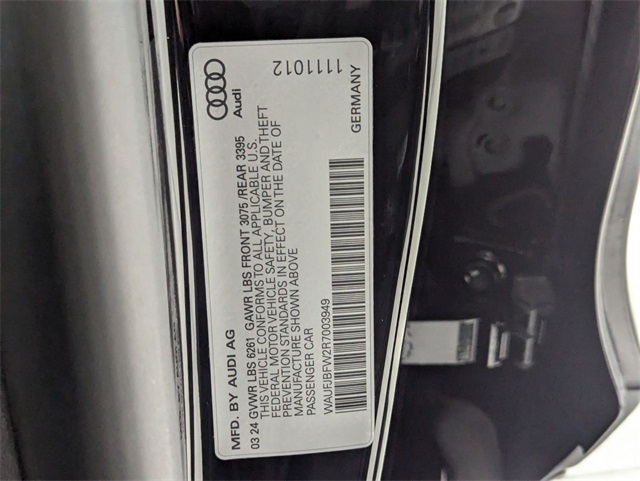 MFD. BY AUDI AG
Audi
03 24 GVWR LBS 6261 GAWR LBS FRONT 3075 /REAR 3395
THIS VEHICLE CONFORMS TO ALL APPLICABLE U.S.
FEDERAL MOTOR VEHICLE SAFETY, BUMPER AND THEFT
PREVENTION STANDARDS IN EFFECT ON THE DATE OF
MANUFACTURE SHOWN ABOVE
PASSENGER CAR
1111012
WAUFJBFW2R7003949
GERMANY